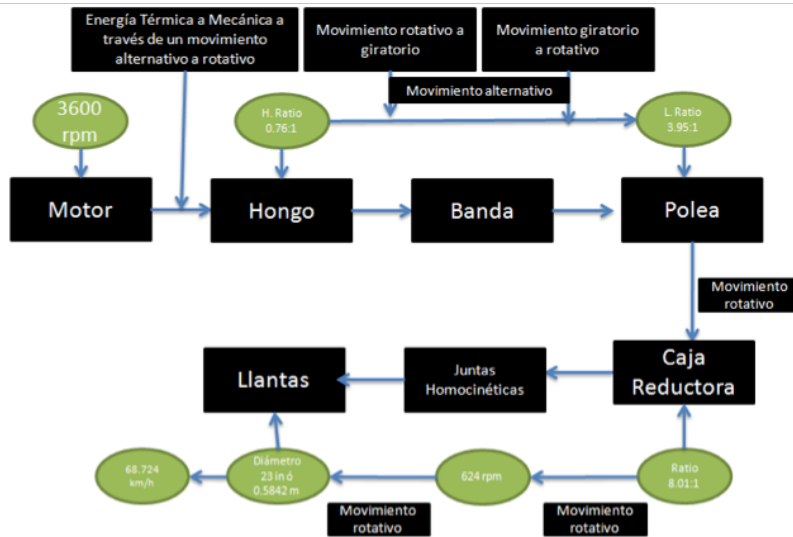 Energía Térmica a Mecánica a
través de un movimiento
alternativo a rotativo
Movimiento rotativo a
giratorio
Movimiento giratorio
a rotativo
Movimiento alternativo
3600
rpm
H. Ratio
0.76:1
L. Ratio
3.95:1
Motor
Hongo
Banda
Polea
Movimiento
rotativo
Llantas
Juntas
Homocinéticas
Caja
Reductora
68.724
km/h
Diámetro
23 in ó
0.5842 m
624 rpm
Ratio
8.01:1
Movimiento
rotativo
Movimiento
rotativo